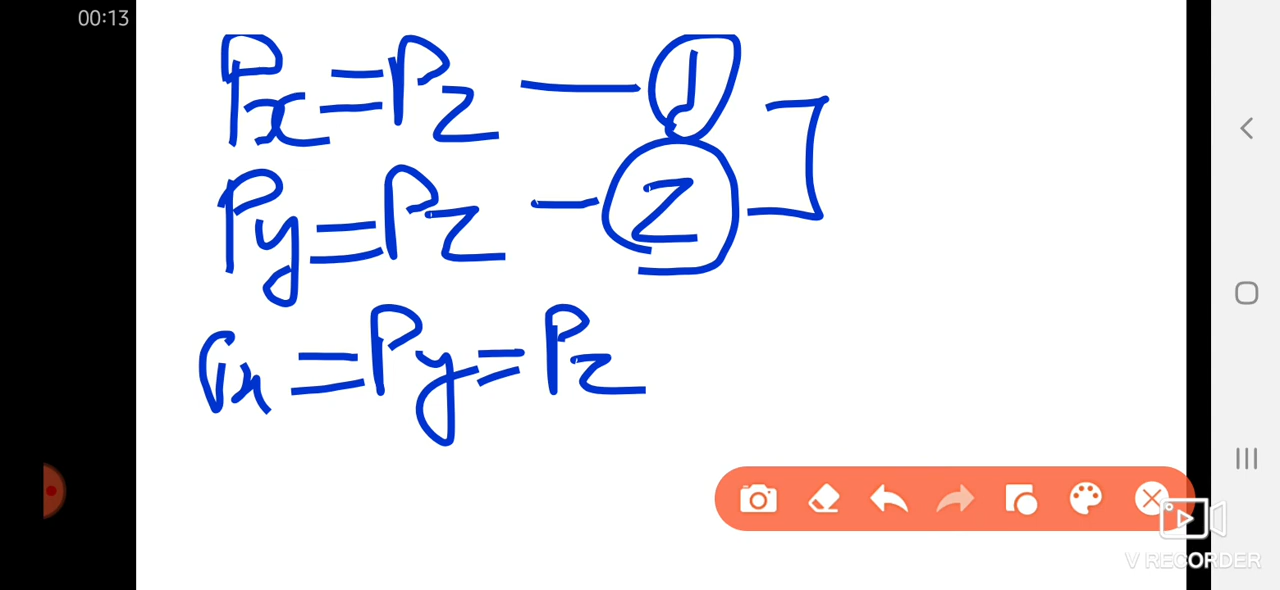 00:13
Px = Pz — 1
Py = Pz — 2
Px = Py = Pz
V RECORDER